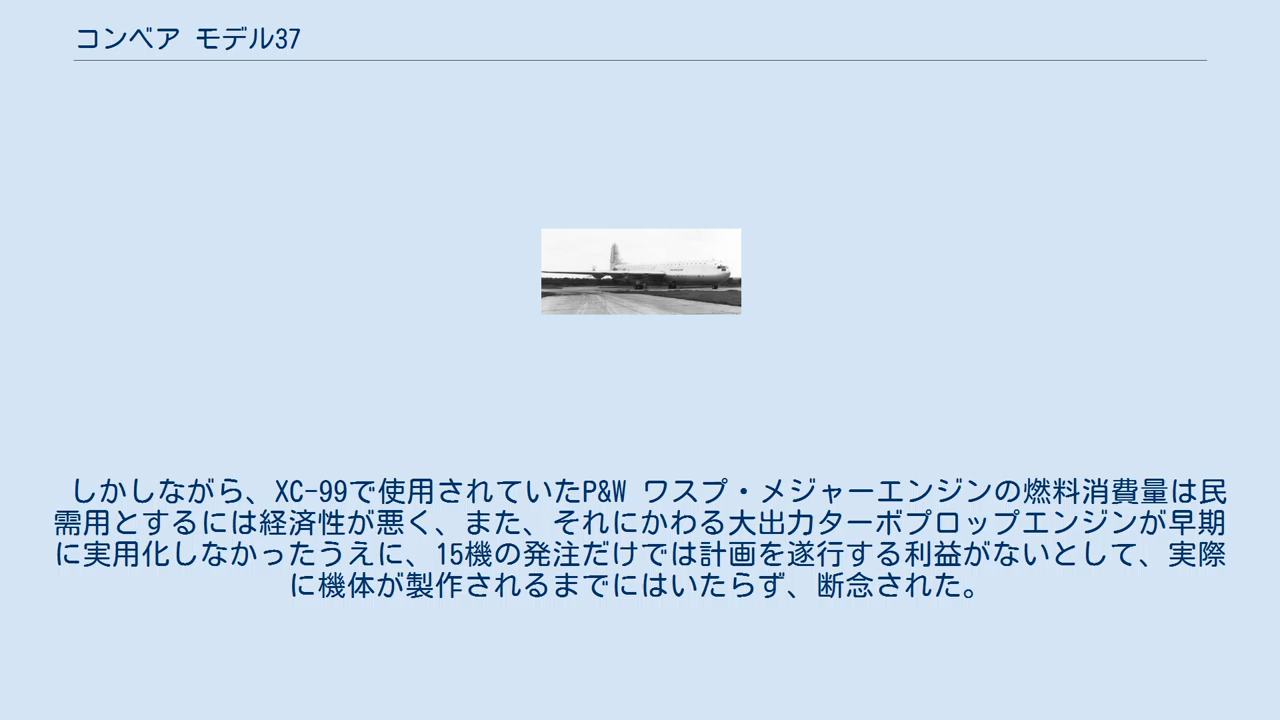 コンベア モデル37
しかしながら、XC-99で使用されていたP&W ワスプ・メジャーエンジンの燃料消費量は民
需用とするには経済性が悪く、また、それにかわる大出力ターボプロップエンジンが早期
に実用化しなかったうえに、15機の発注だけでは計画を遂行する利益がないとして、実際
に機体が製作されるまでにはいたらず、断念された。